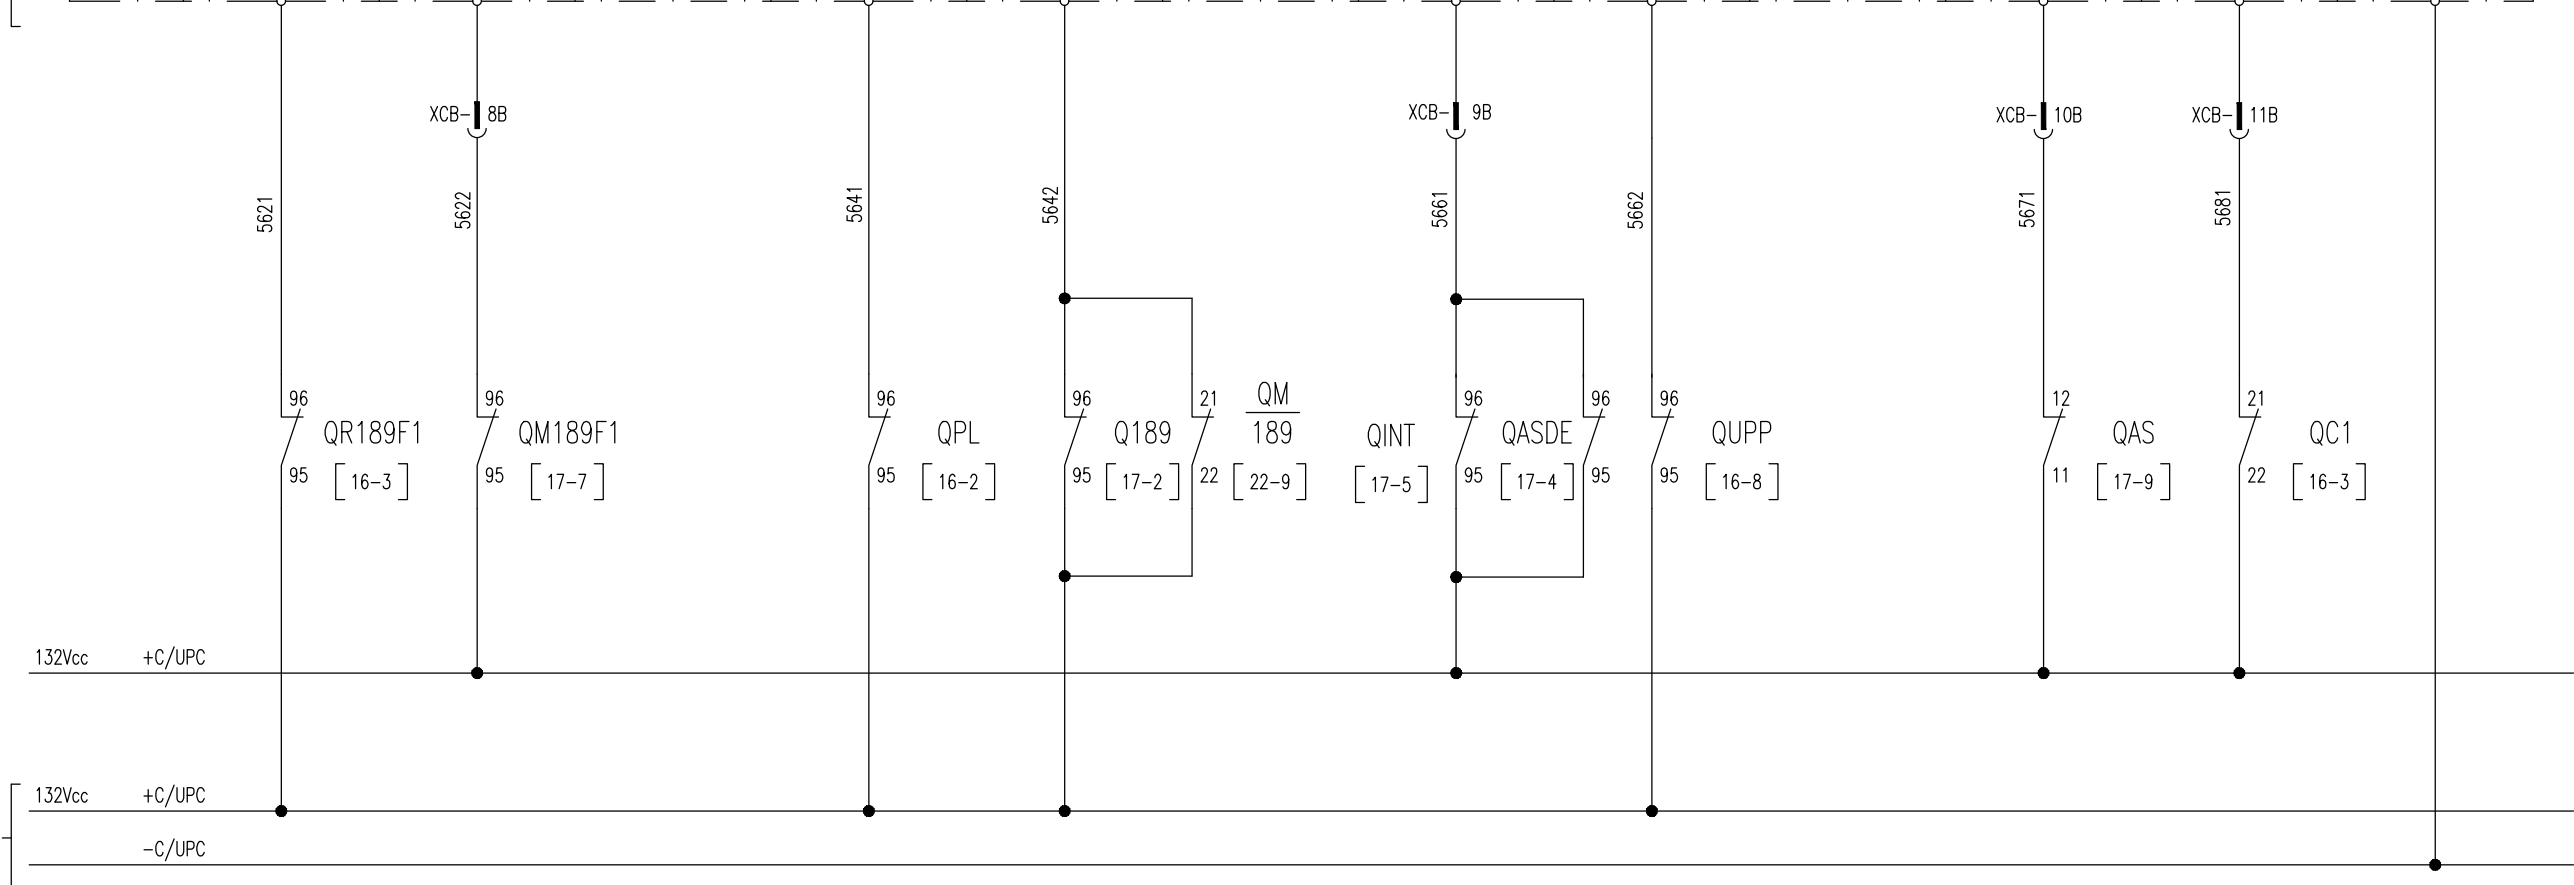 XCB- 8B
XCB- 9B
XCB- 10B
XCB- 11B
5621
5622
5641
5642
5661
5662
5671
5681
96
96
96
96
21
96
96
96
12
21
QR189F1
QM189F1
QPL
Q189
QM
189
QINT
QASDE
QUPP
QAS
QC1
95
16-3
95
17-7
95
16-2
95
17-2
22
22-9
17-5
95
17-4
95
95
16-8
11
17-9
22
16-3
132Vcc +C/UPC
132Vcc +C/UPC
-C/UPC